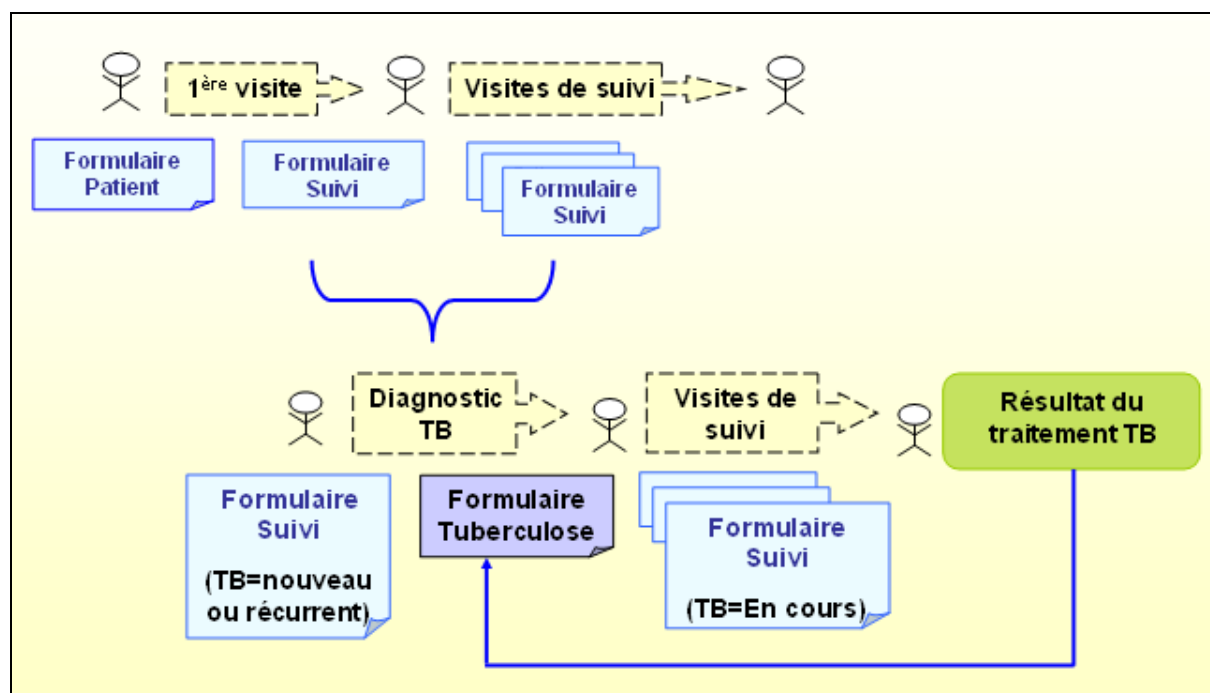 1ère visite
Visites de suivi
Formulaire
Patient
Formulaire
Suivi
Formulaire
Suivi
Diagnostic
TB
Visites de
suivi
Résultat du
traitement TB
Formulaire
Suivi
(TB=nouveau
ou récurrent)
Formulaire
Tuberculose
Formulaire
Suivi
(TB=En cours)